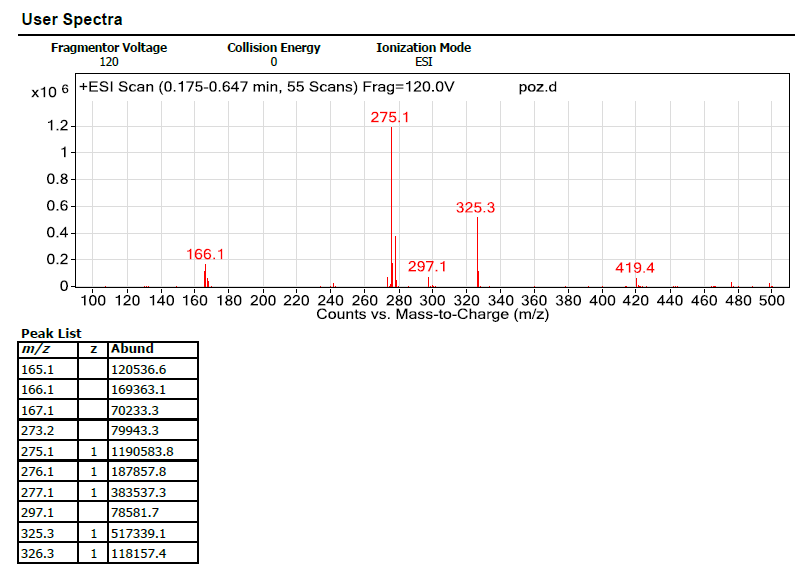 User Spectra
Fragmentor Voltage Collision Energy Ionization Mode
120 0 ESI
x10 6 +ESI Scan (0.175-0.647 min, 55 Scans) Frag=120.0V poz.d
275.1
1.2
1
0.8
0.6
325.3
0.4
166.1
297.1
419.4
0.2
0
100 120 140 160 180 200 220 240 260 280 300 320 340 360 380 400 420 440 460 480 500
Counts vs. Mass-to-Charge (m/z)
Peak List
m/z z Abund
165.1 120536.6
166.1 169363.1
167.1 70233.3
273.2 79943.3
275.1 1 1190583.8
276.1 1 187857.8
277.1 1 383537.3
297.1 78581.7
325.3 1 517339.1
326.3 1 118157.4